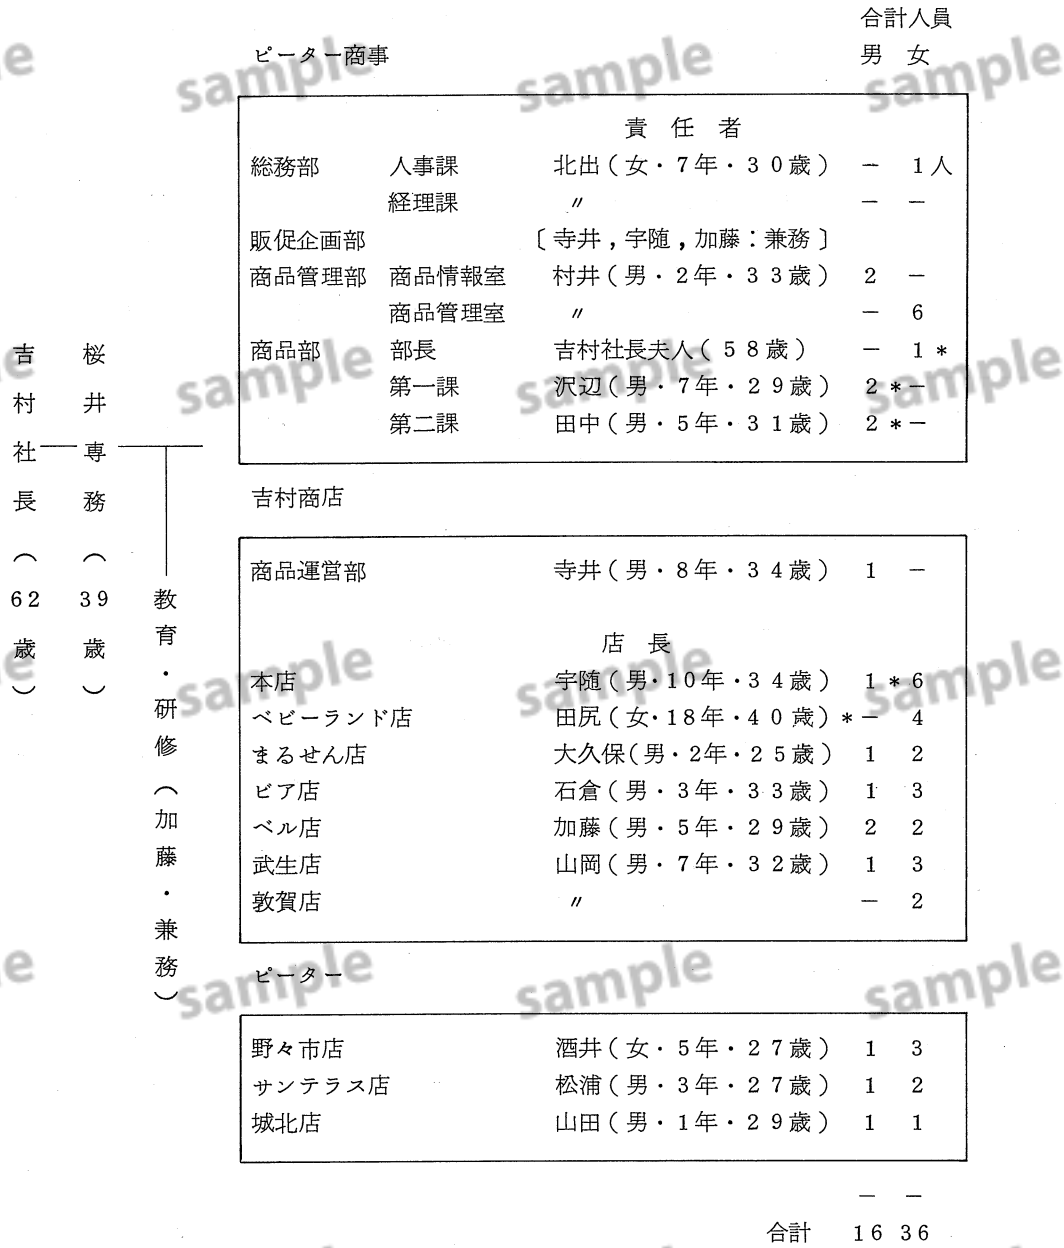 合計人員
ピーター商事 男 女
責任者
総務部 人事課 北出(女・7年・30歳) － 1人
経理課 〃 － －
販促企画部 〔寺井,宇随,加藤:兼務〕
商品管理部 商品情報室 村井(男・2年・33歳) 2 －
商品管理室 〃 － 6
商品部 部長 吉村社長夫人(58歳) － 1*
第一課 沢辺(男・7年・29歳) 2*－
第二課 田中(男・5年・31歳) 2*－
吉村社長(62歳)
桜井専務(39歳)
教育・研修(加藤・兼務)
吉村商店
商品運営部 寺井(男・8年・34歳) 1 －
店長
本店 宇随(男・10年・34歳) 1*6
ベビーランド店 田尻(女・18年・40歳)*－ 4
まるせん店 大久保(男・2年・25歳) 1 2
ビア店 石倉(男・3年・33歳) 1 3
ベル店 加藤(男・5年・29歳) 2 2
武生店 山岡(男・7年・32歳) 1 3
敦賀店 〃 － 2
ピーター
野々市店 酒井(女・5年・27歳) 1 3
サンテラス店 松浦(男・3年・27歳) 1 2
城北店 山田(男・1年・29歳) 1 1
－ －
合計 16 36
sample
sample
sample
sample
sample
sample
sample
sample
sample
sample
sample
sample